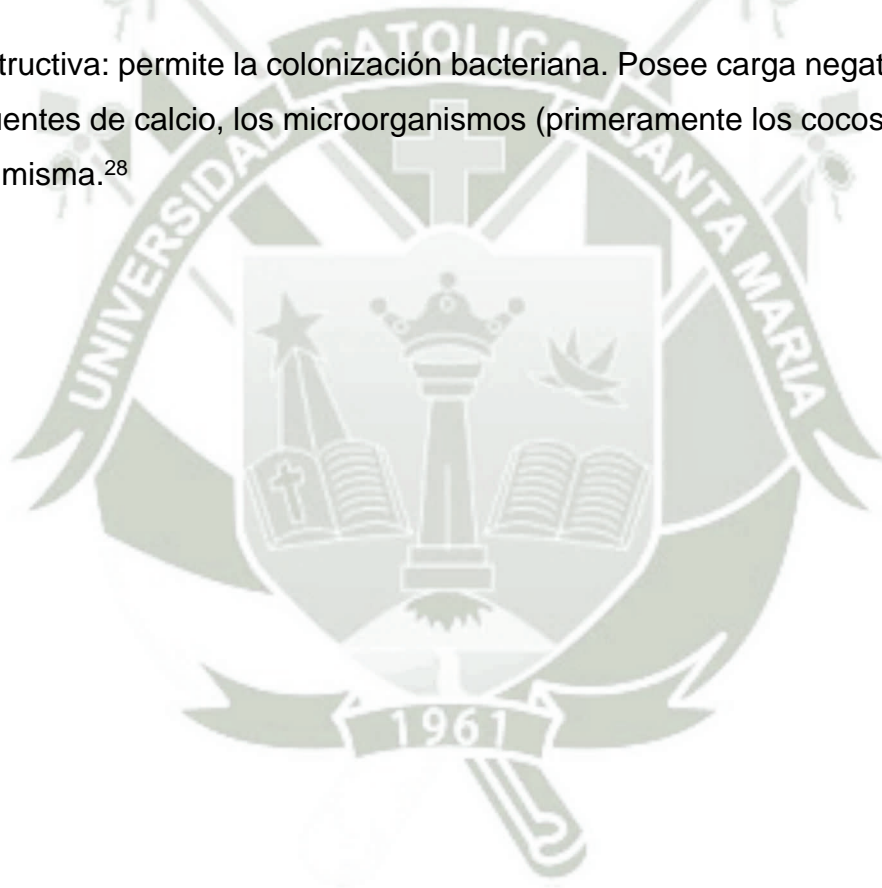 tructiva: permite la colonización bacteriana. Posee carga negat
uentes de calcio, los microorganismos (primeramente los cocos
misma.²⁸
UNIVERSIDAD CATOLICA SANTA MARIA
1961